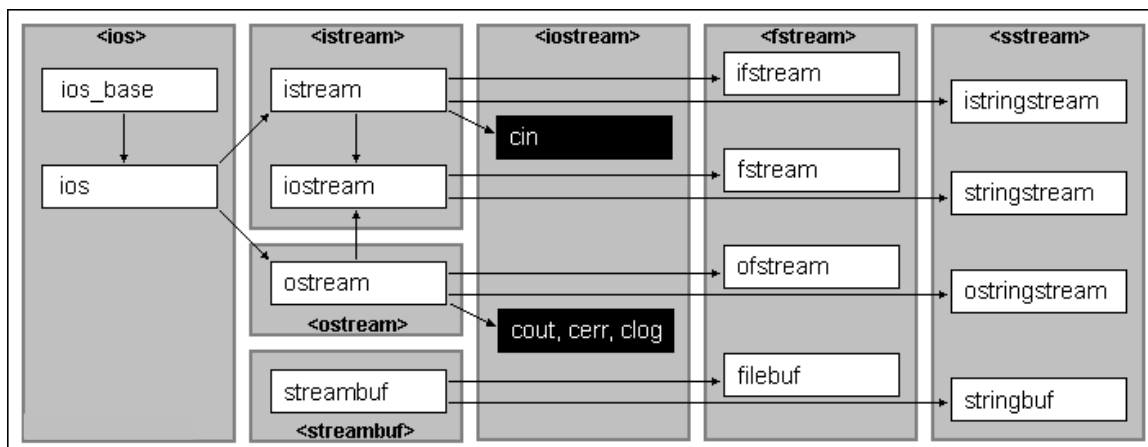 <ios>
ios_base
ios
<istream>
istream
iostream
ostream
<ostream>
streambuf
<streambuf>
<iostream>
cin
cout, cerr, clog
<fstream>
ifstream
fstream
ofstream
filebuf
<sstream>
istringstream
stringstream
ostringstream
stringbuf